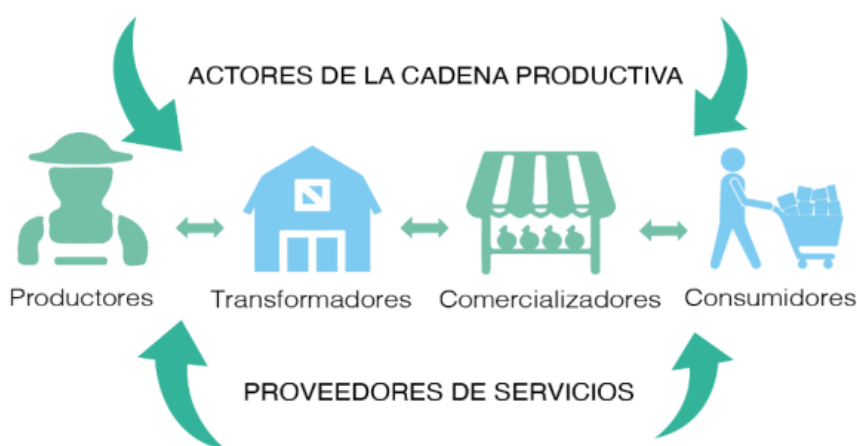 ACTORES DE LA CADENA PRODUCTIVA
Productores
Transformadores
Comercializadores
Consumidores
PROVEEDORES DE SERVICIOS